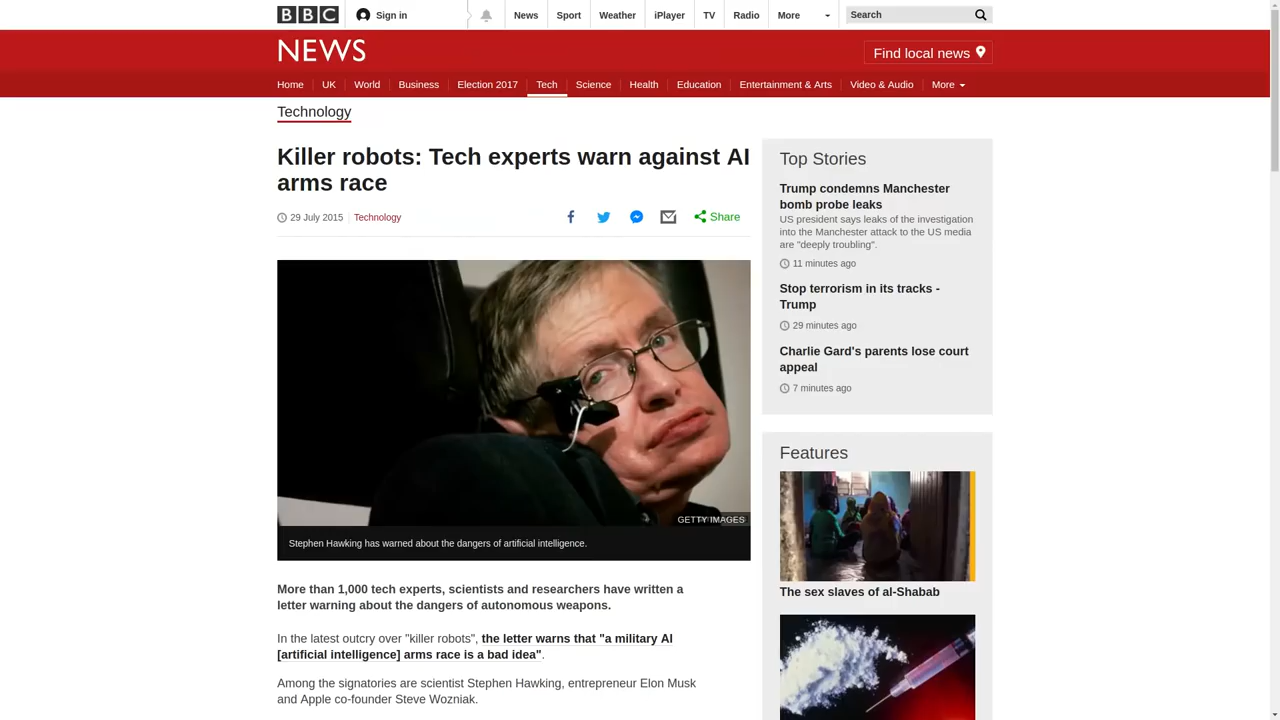 BBC Sign in News Sport Weather iPlayer TV Radio More Search
NEWS Find local news
Home UK World Business Election 2017 Tech Science Health Education Entertainment & Arts Video & Audio More
Technology
Killer robots: Tech experts warn against AI
arms race
29 July 2015 Technology Share
GETTY IMAGES
Stephen Hawking has warned about the dangers of artificial intelligence.
More than 1,000 tech experts, scientists and researchers have written a
letter warning about the dangers of autonomous weapons.
In the latest outcry over "killer robots", the letter warns that "a military AI
[artificial intelligence] arms race is a bad idea".
Among the signatories are scientist Stephen Hawking, entrepreneur Elon Musk
and Apple co-founder Steve Wozniak.
Top Stories
Trump condemns Manchester
bomb probe leaks
US president says leaks of the investigation
into the Manchester attack to the US media
are "deeply troubling".
11 minutes ago
Stop terrorism in its tracks -
Trump
29 minutes ago
Charlie Gard's parents lose court
appeal
7 minutes ago
Features
The sex slaves of al-Shabab